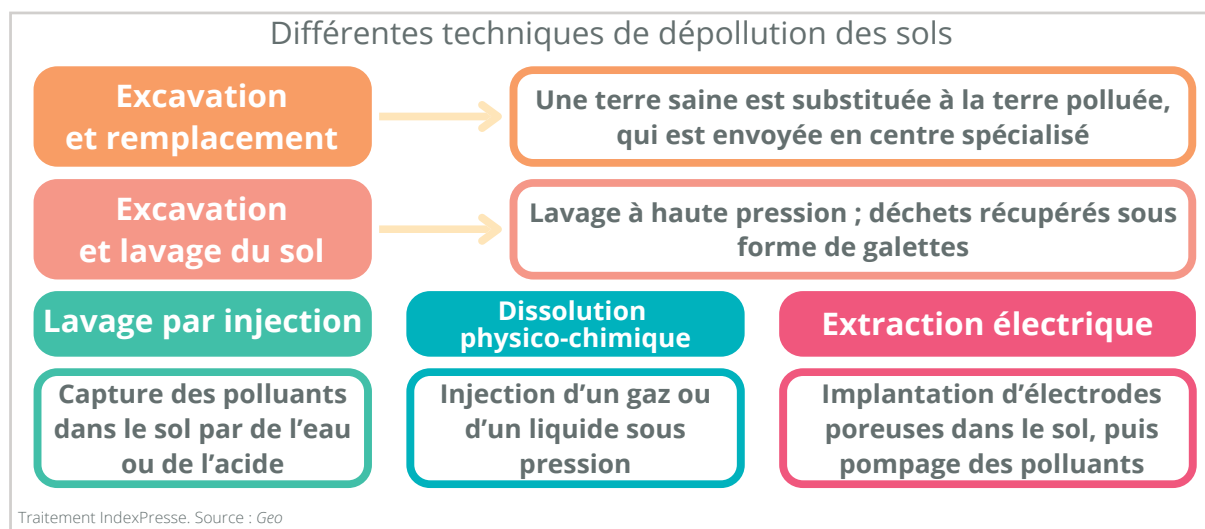 Différentes techniques de dépollution des sols
Excavation
et remplacement
Une terre saine est substituée à la terre polluée,
qui est envoyée en centre spécialisé
Excavation
et lavage du sol
Lavage à haute pression ; déchets récupérés sous
forme de galettes
Lavage par injection
Capture des polluants
dans le sol par de l’eau
ou de l’acide
Dissolution
physico-chimique
Injection d’un gaz ou
d’un liquide sous
pression
Extraction électrique
Implantation d’électrodes
poreuses dans le sol, puis
pompage des polluants
Traitement IndexPresse. Source : Geo